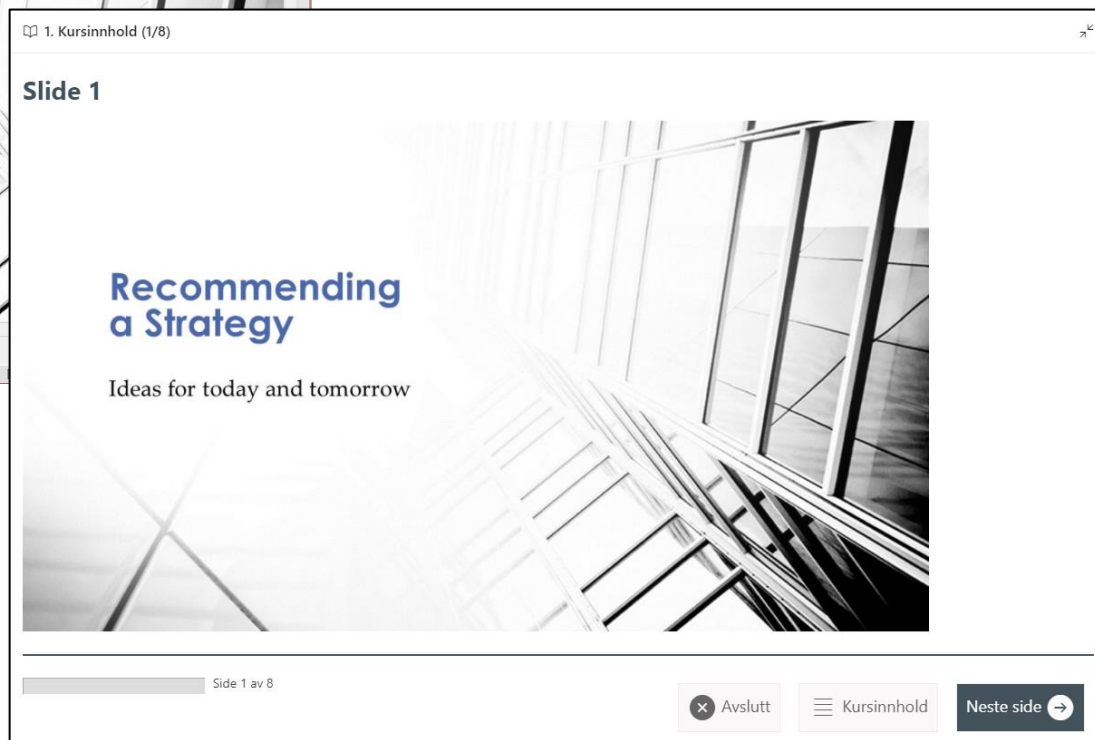 1. Kursinnhold (1/8)
Slide 1
Recommending
a Strategy
Ideas for today and tomorrow
Side 1 av 8
Avslutt
Kursinnhold
Neste side